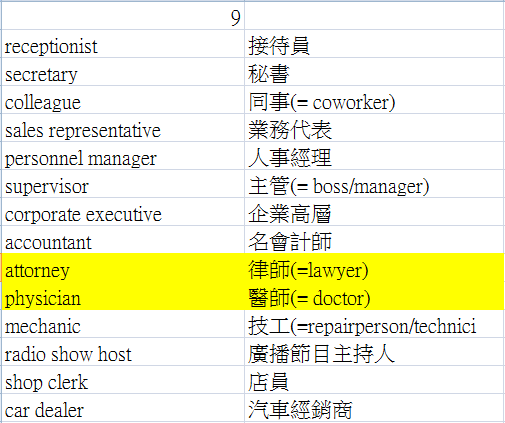 9
receptionist 接待員
secretary 秘書
colleague 同事(= coworker)
sales representative 業務代表
personnel manager 人事經理
supervisor 主管(= boss/manager)
corporate executive 企業高層
accountant 名會計師
attorney 律師(=lawyer)
physician 醫師(= doctor)
mechanic 技工(=repairperson/technici
radio show host 廣播節目主持人
shop clerk 店員
car dealer 汽車經銷商